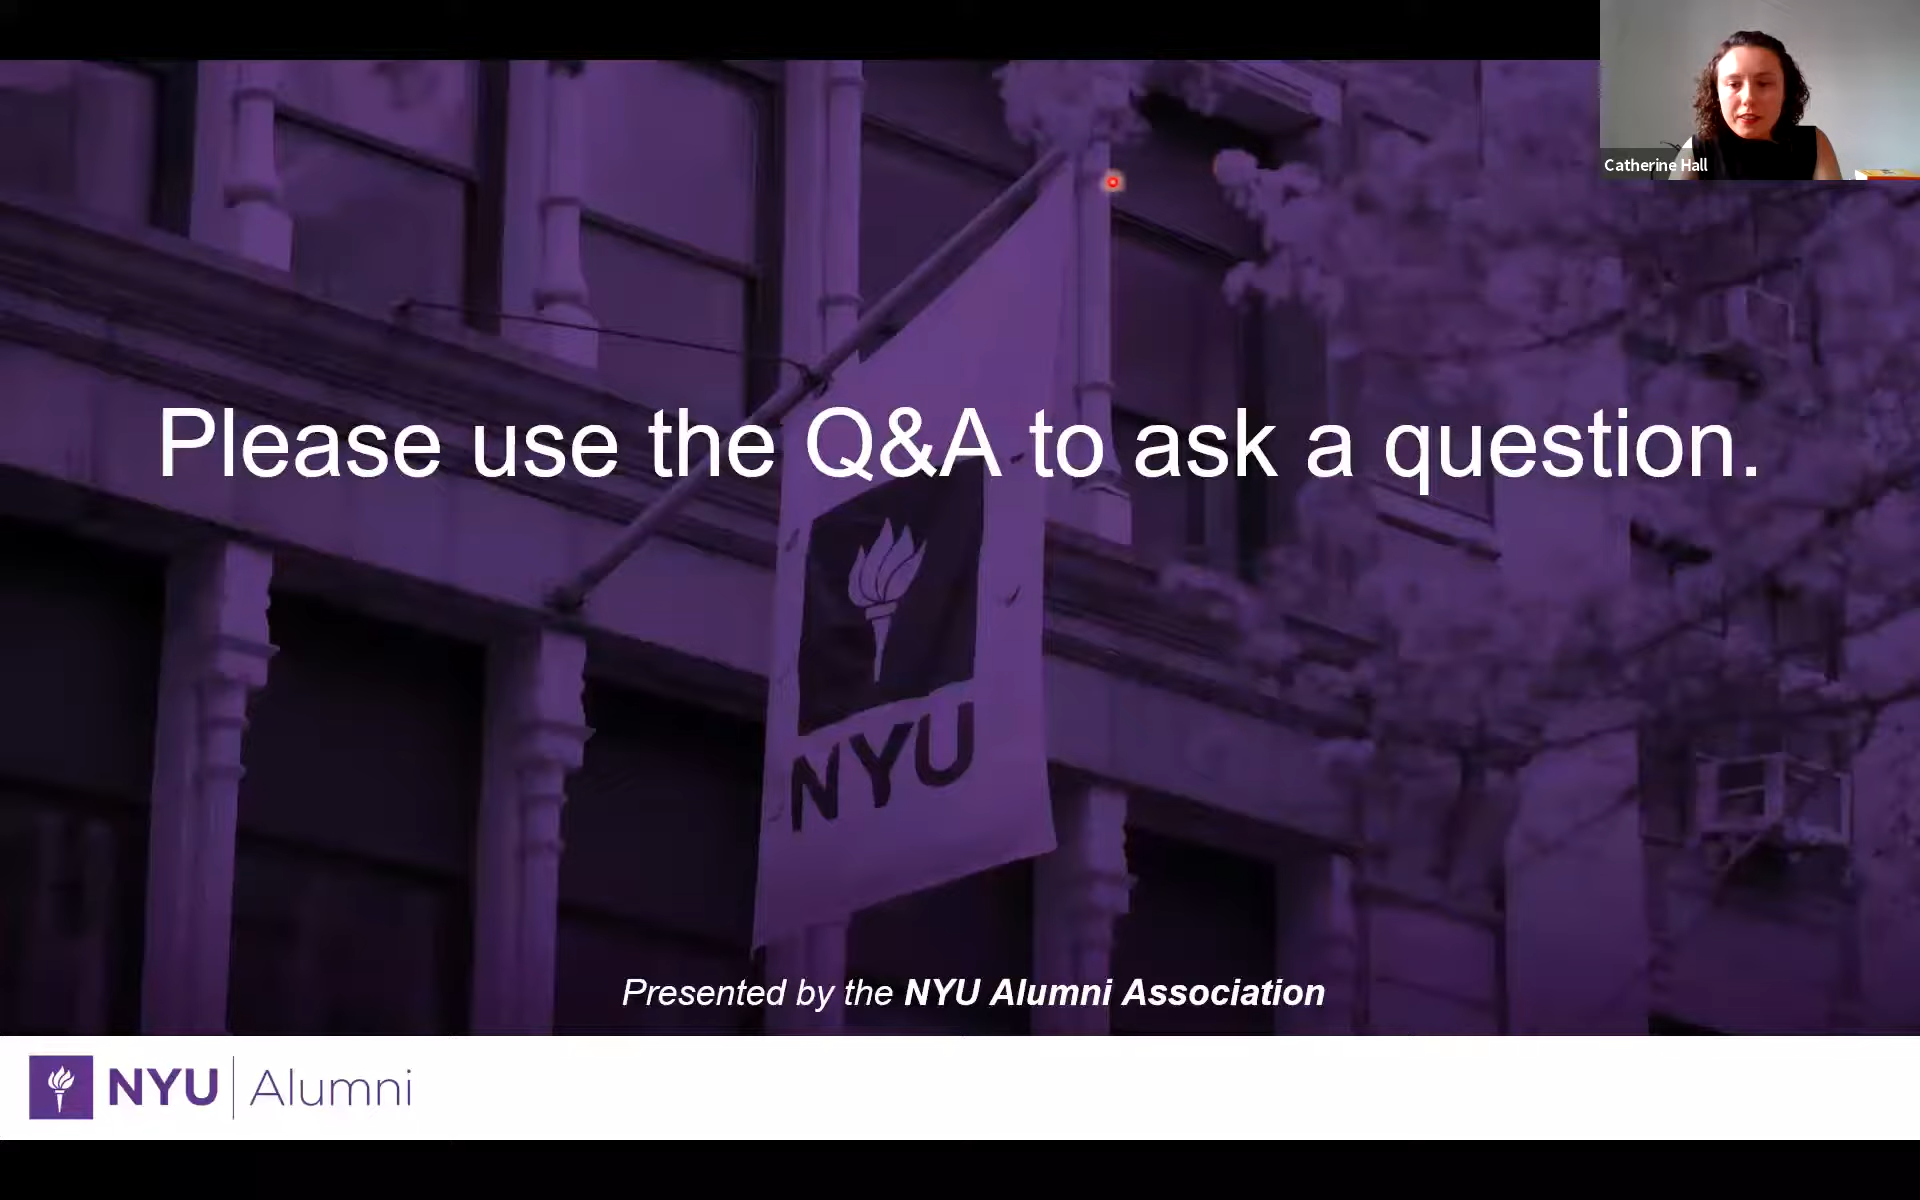 Catherine Hall
Please use the Q&A to ask a question.
NYU
Presented by the NYU Alumni Association
NYU Alumni